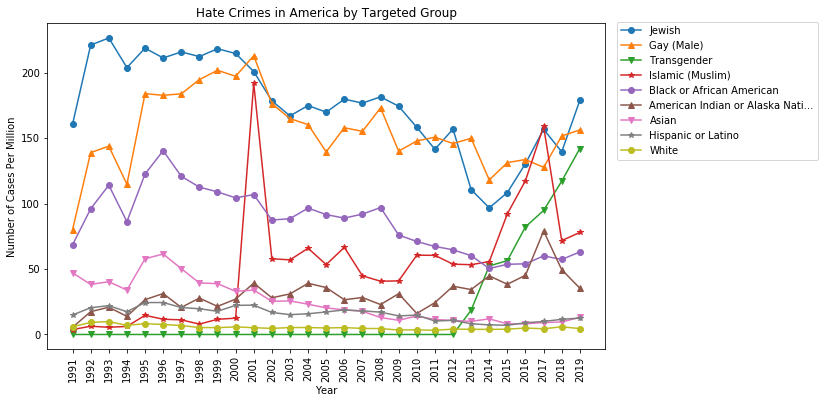 Hate Crimes in America by Targeted Group
Number of Cases Per Million
200
150
100
50
0
1991 1992 1993 1994 1995 1996 1997 1998 1999 2000 2001 2002 2003 2004 2005 2006 2007 2008 2009 2010 2011 2012 2013 2014 2015 2016 2017 2018 2019
Year
Jewish
Gay (Male)
Transgender
Islamic (Muslim)
Black or African American
American Indian or Alaska Nati...
Asian
Hispanic or Latino
White